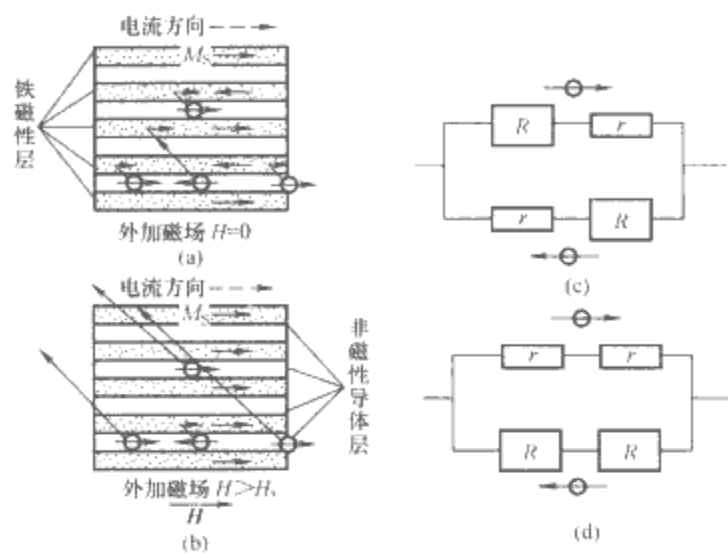 电流方向
M_S
铁磁性层
外加磁场 H=0
(a)
电流方向
M_S
非磁性导体层
外加磁场 H>H_s
H
(b)
R r
r R
(c)
r r
R R
(d)